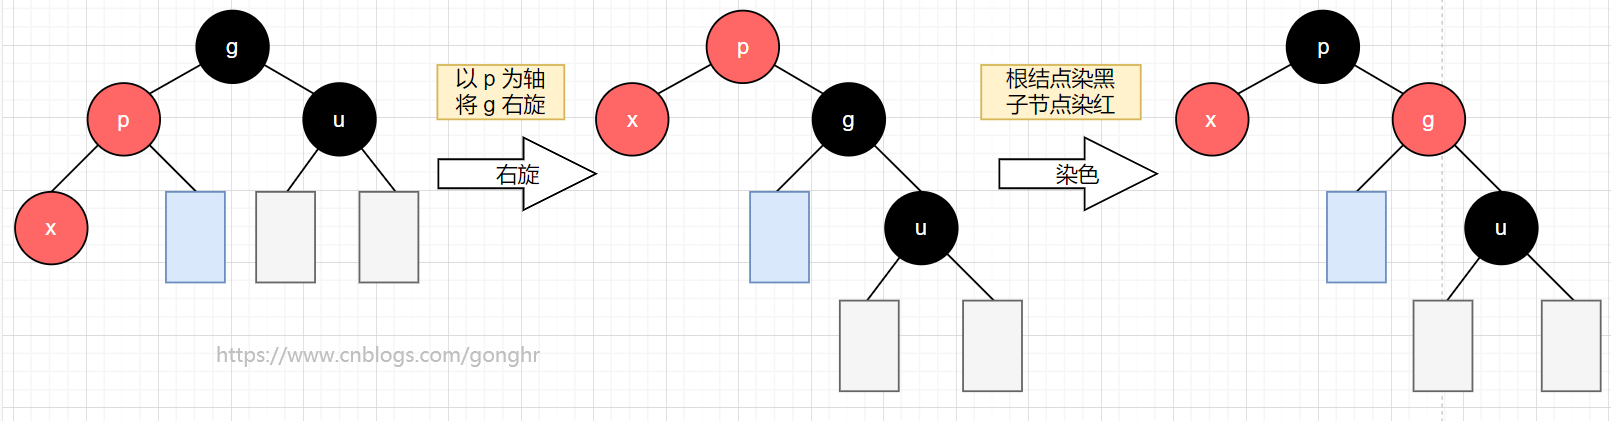 g
p
u
x
以 p 为轴
将 g 右旋
右旋
p
x
g
u
根结点染黑
子节点染红
染色
p
x
g
u
https://www.cnblogs.com/gonghr